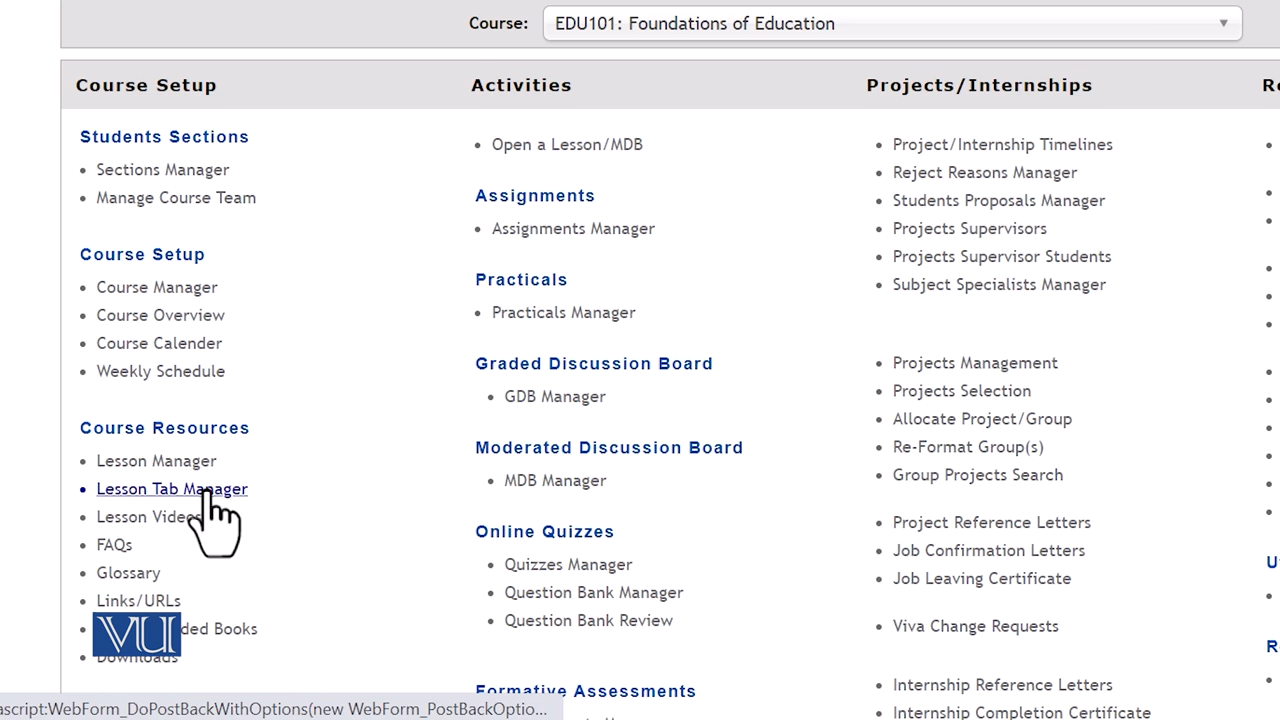 Course: EDU101: Foundations of Education
Course Setup
Students Sections
Sections Manager
Manage Course Team
Course Setup
Course Manager
Course Overview
Course Calender
Weekly Schedule
Course Resources
Lesson Manager
Lesson Tab Manager
Lesson Videos
FAQs
Glossary
Links/URLs
ded Books
Downloads
VU
Activities
Open a Lesson/MDB
Assignments
Assignments Manager
Practicals
Practicals Manager
Graded Discussion Board
GDB Manager
Moderated Discussion Board
MDB Manager
Online Quizzes
Quizzes Manager
Question Bank Manager
Question Bank Review
Formative Assessments
Projects/Internships
Project/Internship Timelines
Reject Reasons Manager
Students Proposals Manager
Projects Supervisors
Projects Supervisor Students
Subject Specialists Manager
Projects Management
Projects Selection
Allocate Project/Group
Re-Format Group(s)
Group Projects Search
Project Reference Letters
Job Confirmation Letters
Job Leaving Certificate
Viva Change Requests
Internship Reference Letters
Internship Completion Certificate
ascript:WebForm_DoPostBackWithOptions(new WebForm_PostBackOptio...